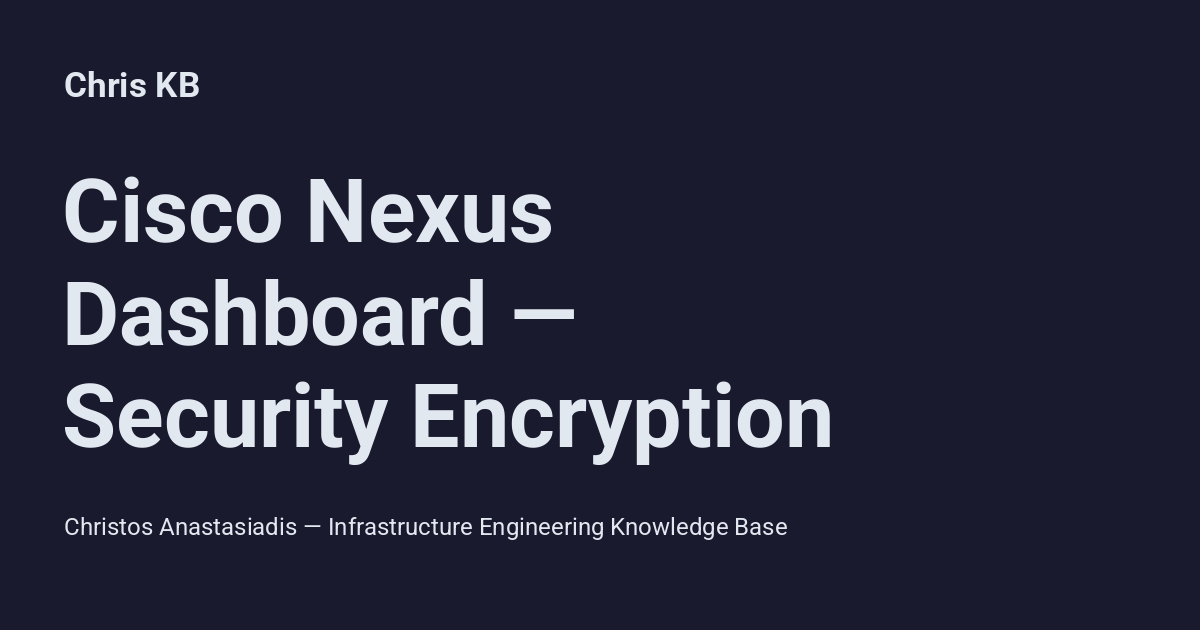 Chris KB
Cisco Nexus
Dashboard —
Security Encryption
Christos Anastasiadis — Infrastructure Engineering Knowledge Base